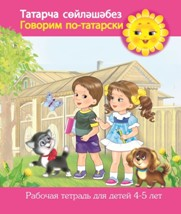 Татарча сөйләшәбез
Говорим по-татарски
Рабочая тетрадь для детей 4-5 лет